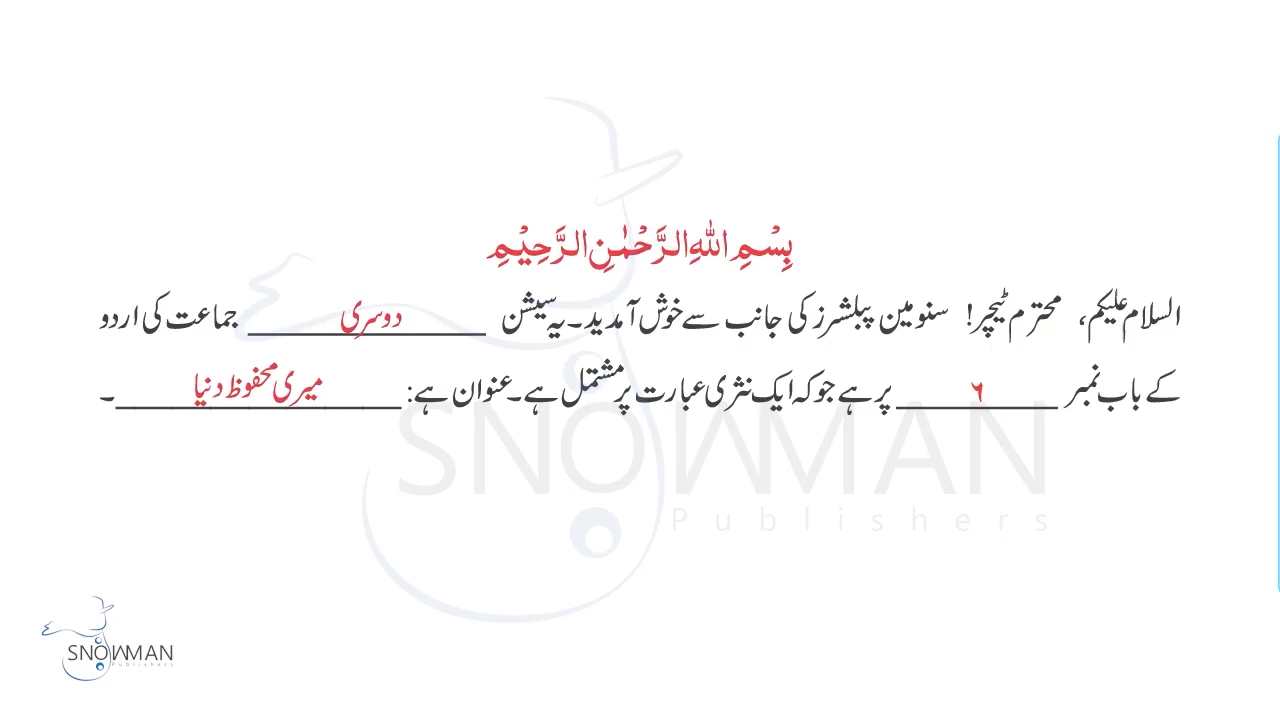 بِسْمِ اللّٰهِ الرَّحْمٰنِ الرَّحِيْمِ
السلام علیکم، محترم ٹیچر! سنومین پبلشرز کی جانب سے خوش آمدید۔ یہ سیشن دوسری جماعت کی اردو
کے باب نمبر ۶ پر ہے جو کہ ایک نثری عبارت پر مشتمل ہے۔ عنوان ہے: میری محفوظ دنیا۔
SNOWMAN
Publishers
SNOWMAN
Publishers